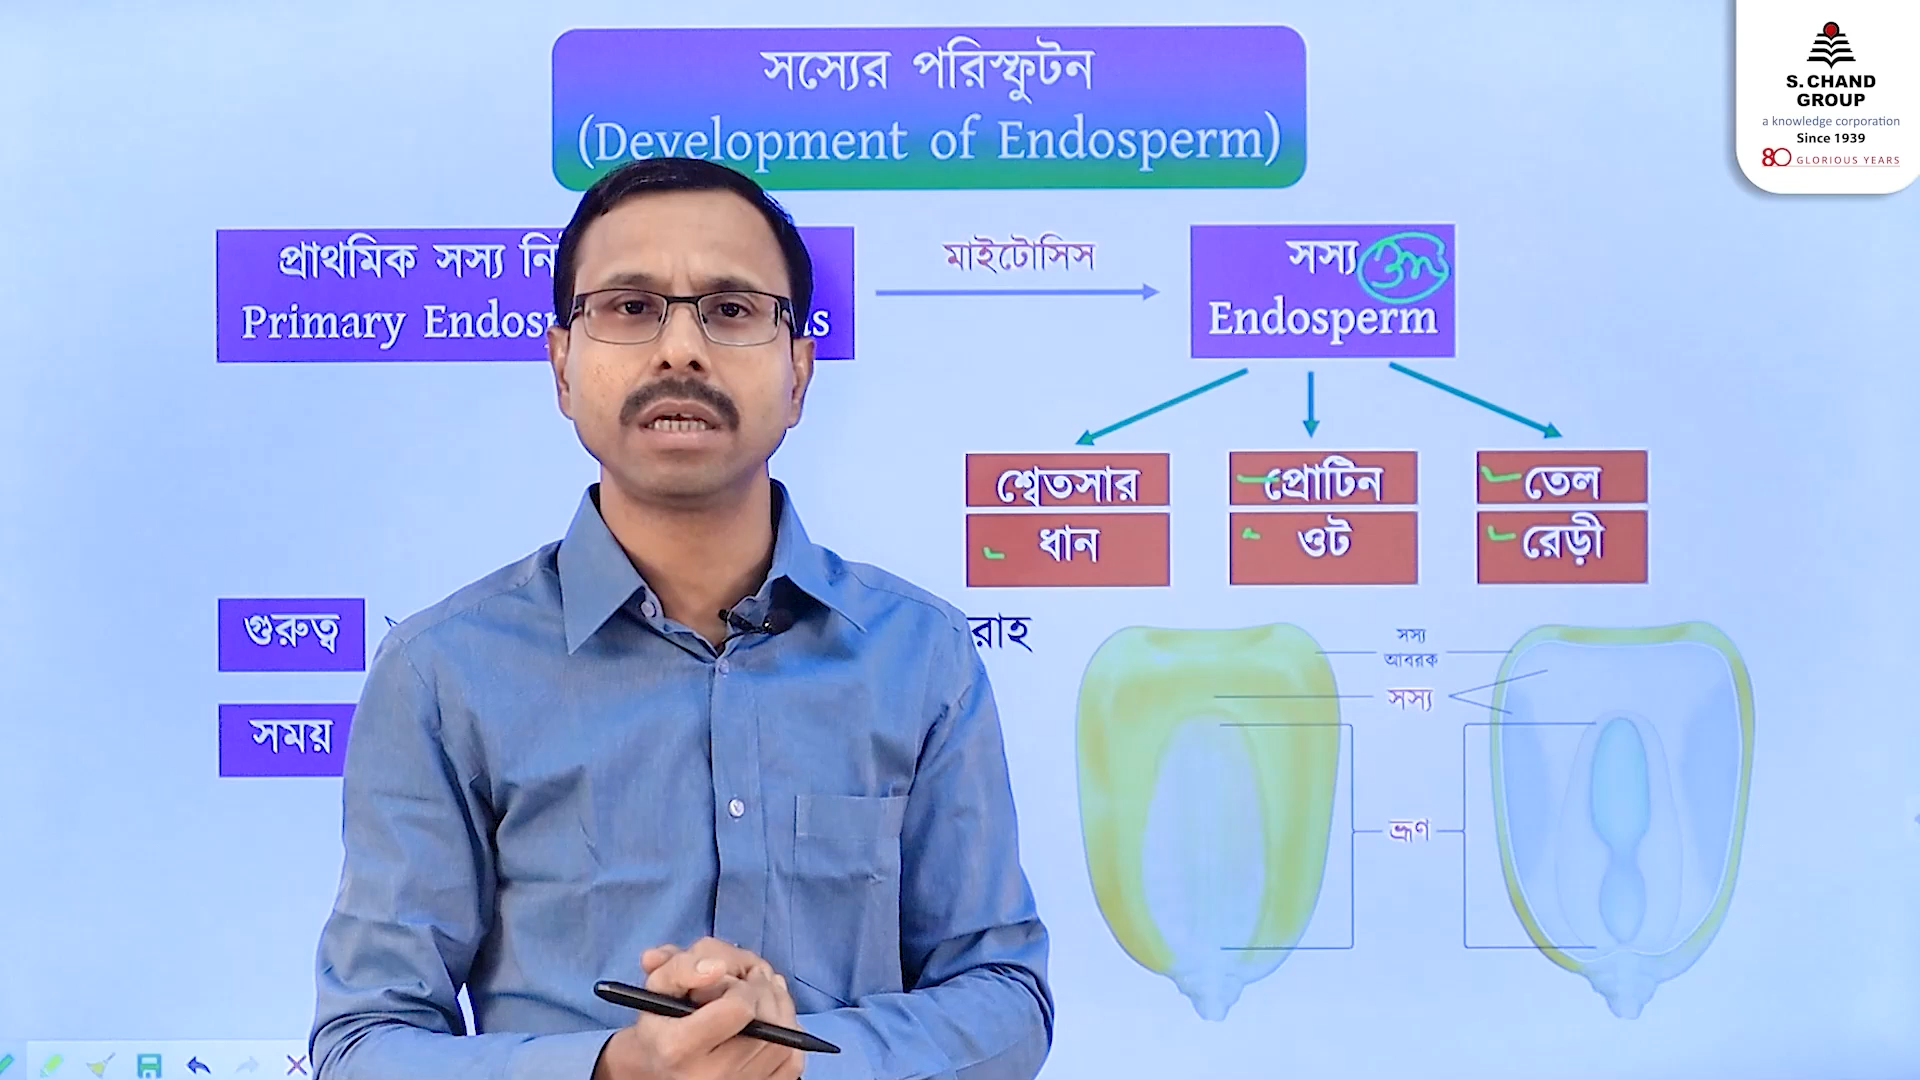 সস্যের পরিস্ফুটন
(Development of Endosperm)
S. CHAND
GROUP
a knowledge corporation
Since 1939
80 GLORIOUS YEARS
প্রাথমিক সস্য
Primary
মাইটোসিস
সস্য 3n
Endosperm
শ্বেতসার
প্রোটিন
তেল
ধান
ওট
রেড়ী
গুরুত্ব
সময়
সস্য
আবরক
সস্য
ভ্রূণ